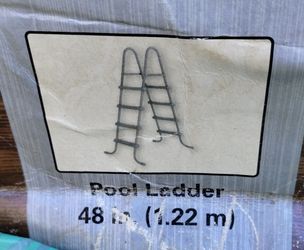 Pool Ladder
48 in. (1.22 m)